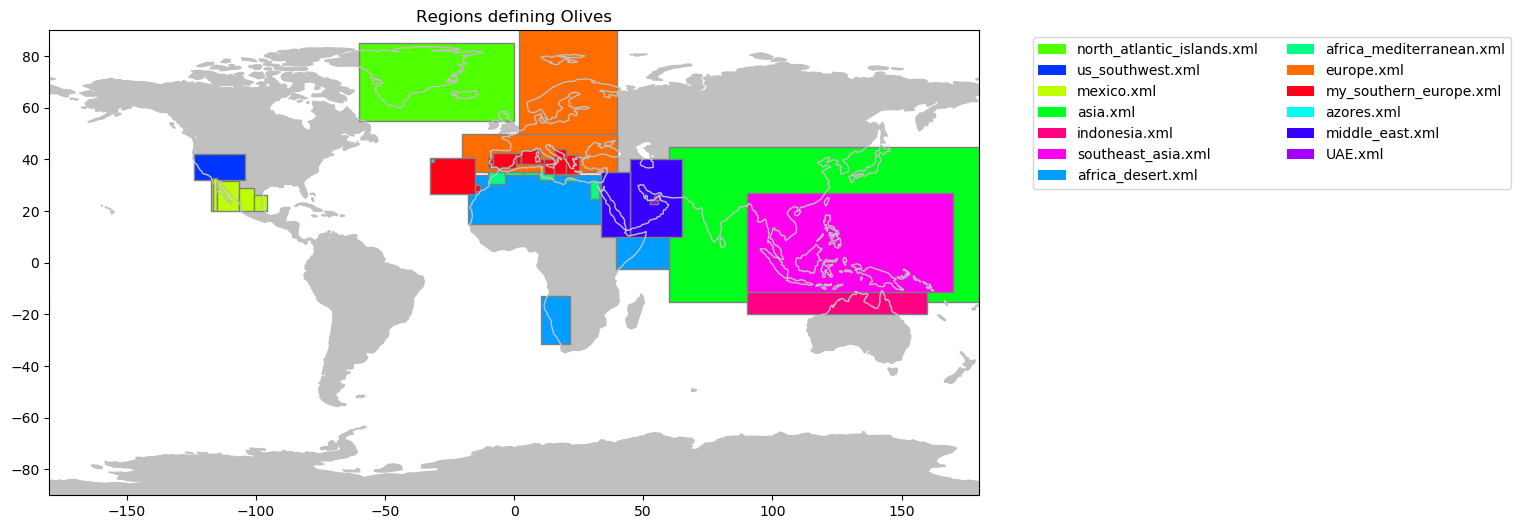 Regions defining Olives
80
60
40
20
0
−20
−40
−60
−80
−150
−100
−50
0
50
100
150
north_atlantic_islands.xml
us_southwest.xml
mexico.xml
asia.xml
indonesia.xml
southeast_asia.xml
africa_desert.xml
africa_mediterranean.xml
europe.xml
my_southern_europe.xml
azores.xml
middle_east.xml
UAE.xml